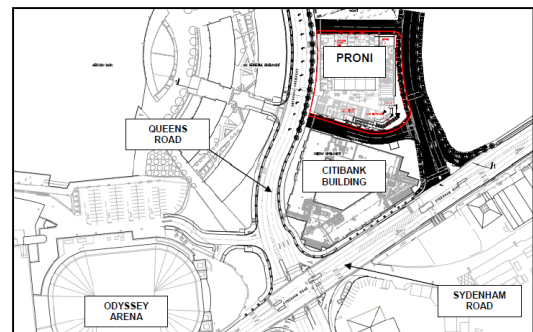 PRONI
QUEENS
ROAD
CITIBANK
BUILDING
SYDENHAM
ROAD
ODYSSEY
ARENA